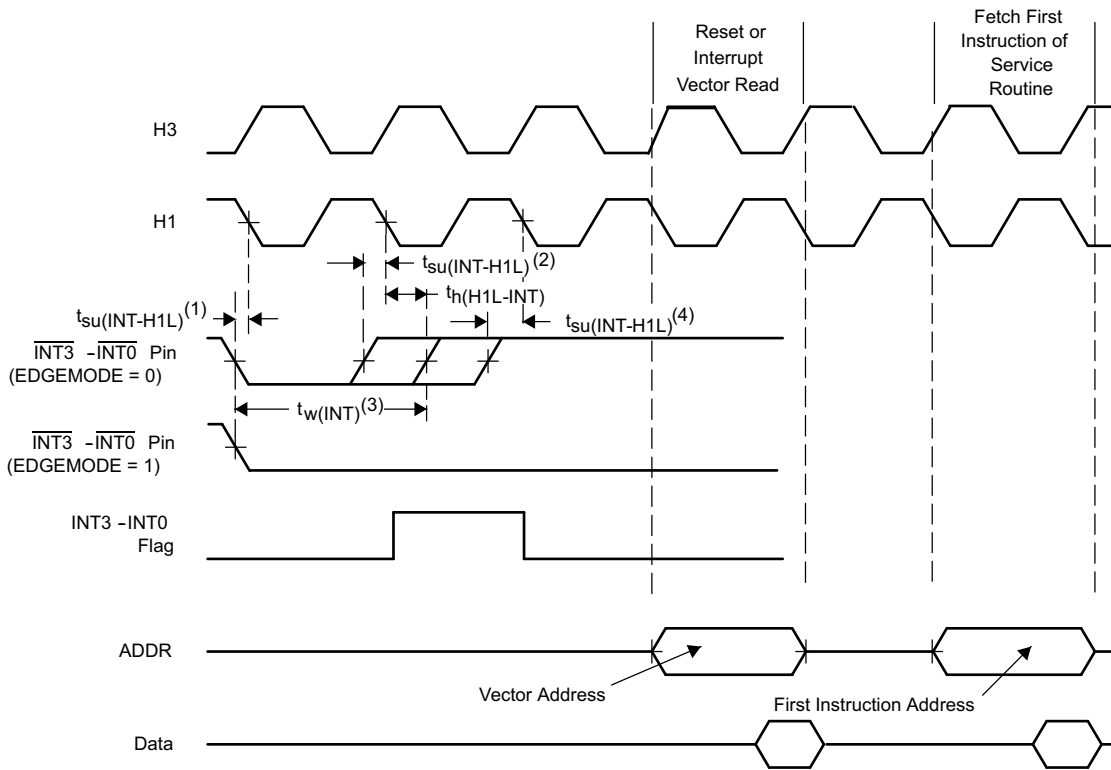 Reset or
Interrupt
Vector Read
Fetch First
Instruction of
Service
Routine
H3
H1
tsu(INT-H1L)(2)
th(H1L-INT)
tsu(INT-H1L)(1)
tsu(INT-H1L)(4)
INT3 -INT0 Pin
(EDGEMODE = 0)
tw(INT)(3)
INT3 -INT0 Pin
(EDGEMODE = 1)
INT3 -INT0
Flag
ADDR
Vector Address
First Instruction Address
Data